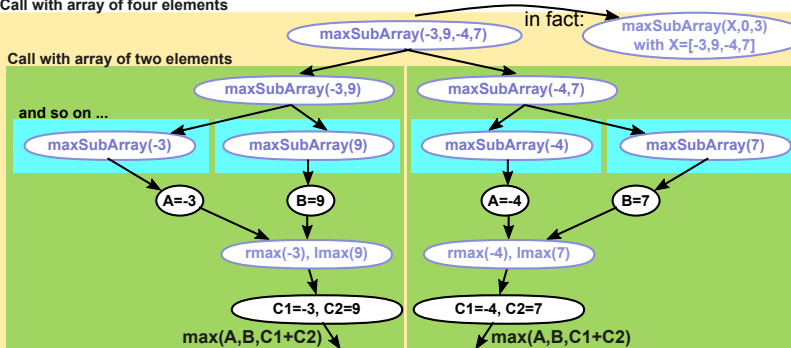 Call with array of four elements
maxSubArray(-3,9,-4,7)
in fact:
maxSubArray(X,0,3)
with X=[-3,9,-4,7]
Call with array of two elements
maxSubArray(-3,9)
maxSubArray(-4,7)
and so on ...
maxSubArray(-3)
maxSubArray(9)
maxSubArray(-4)
maxSubArray(7)
A=-3
B=9
A=-4
B=7
rmax(-3), lmax(9)
rmax(-4), lmax(7)
C1=-3, C2=9
C1=-4, C2=7
max(A,B,C1+C2)
max(A,B,C1+C2)